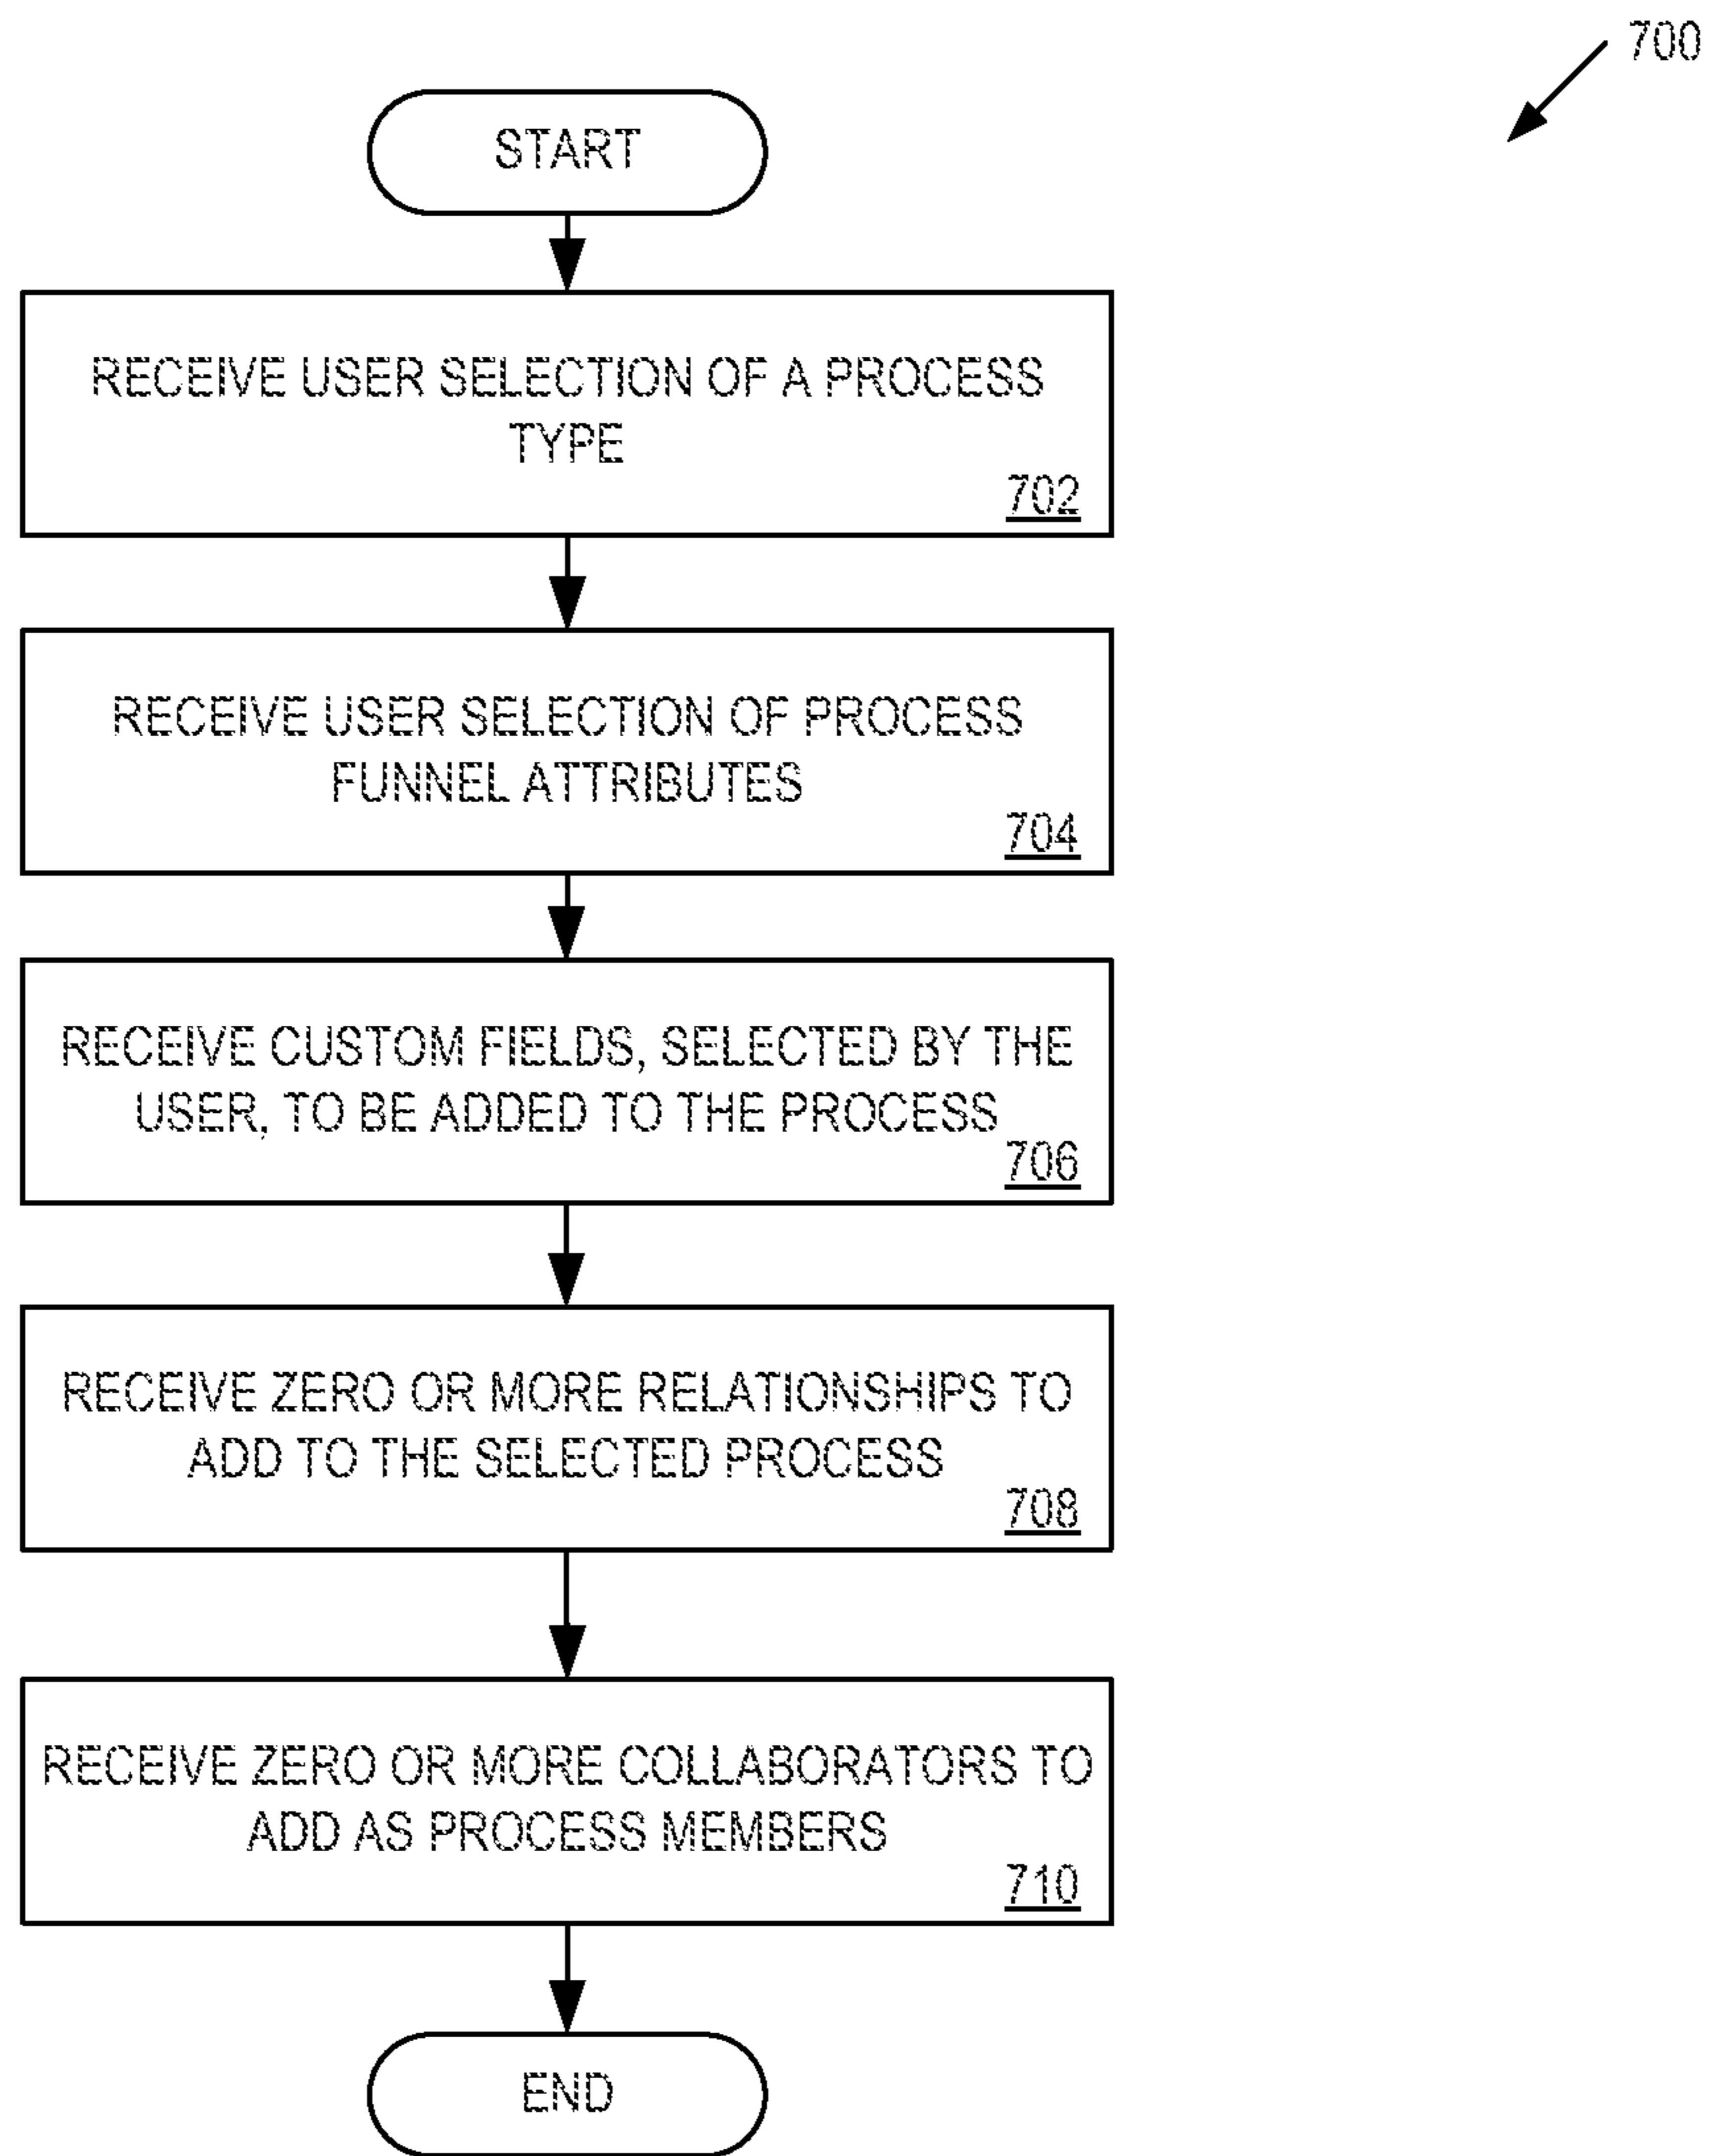 700
START
RECEIVE USER SELECTION OF A PROCESS
TYPE
702
RECEIVE USER SELECTION OF PROCESS
FUNNEL ATTRIBUTES
704
RECEIVE CUSTOM FIELDS, SELECTED BY THE
USER, TO BE ADDED TO THE PROCESS
706
RECEIVE ZERO OR MORE RELATIONSHIPS TO
ADD TO THE SELECTED PROCESS
708
RECEIVE ZERO OR MORE COLLABORATORS TO
ADD AS PROCESS MEMBERS
710
END